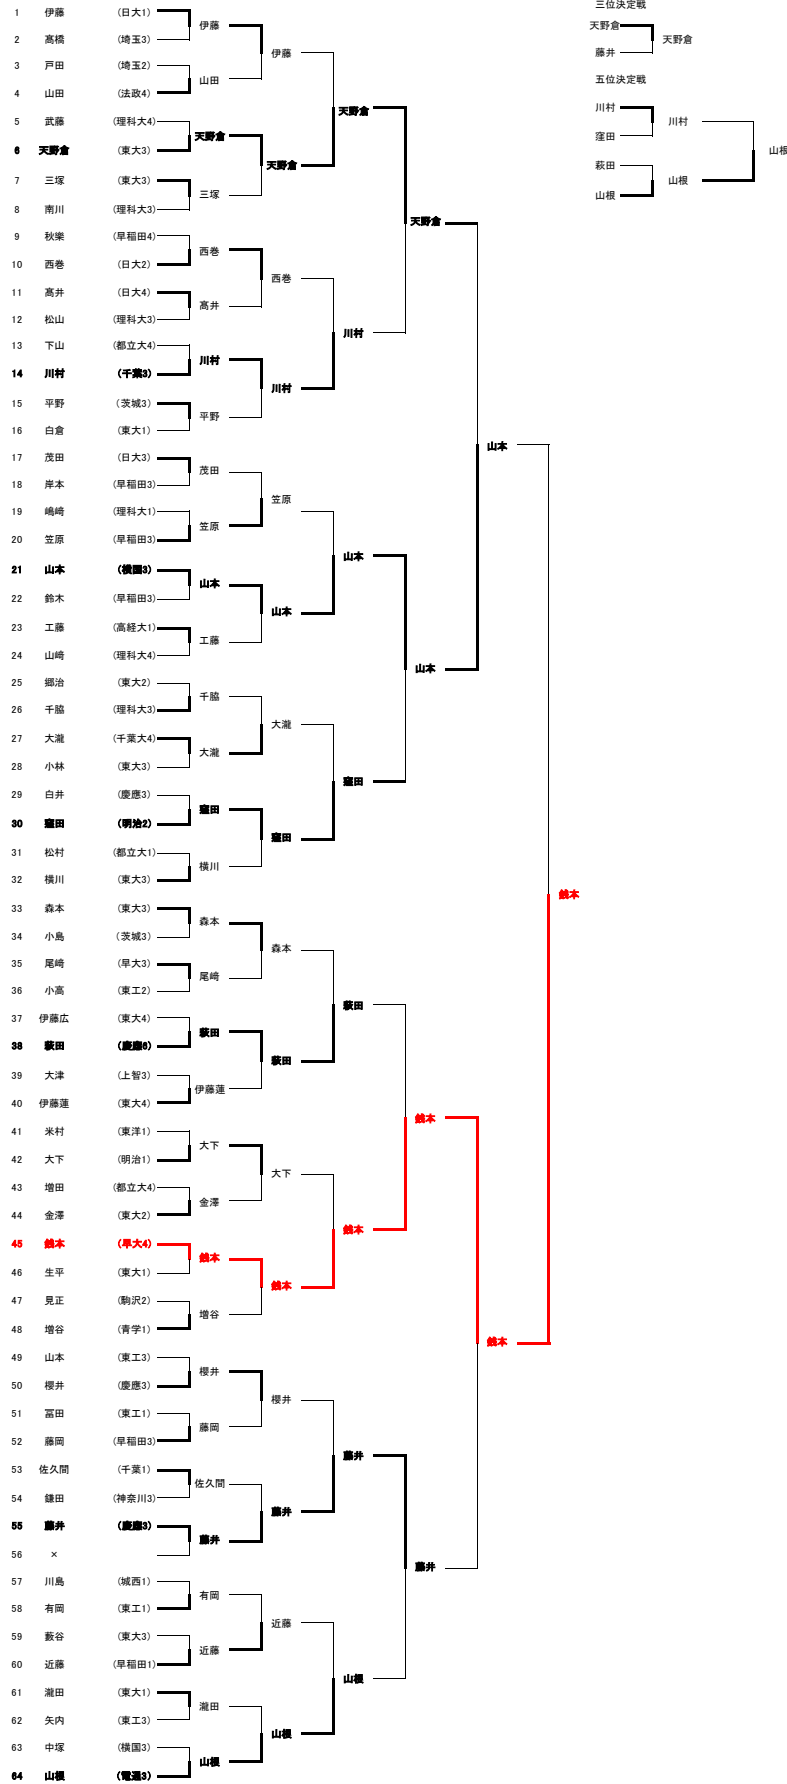 三位決定戦
天野倉
天野倉
藤井
五位決定戦
川村
川村
窪田
山根
萩田
山根
山根
1 伊藤 (日大1)
伊藤
2 髙橋 (埼玉3)
伊藤
3 戸田 (埼玉2)
山田
4 山田 (法政4)
天野倉
5 武藤 (理科大4)
天野倉
6 天野倉 (東大3)
天野倉
7 三塚 (東大3)
三塚
8 南川 (理科大3)
天野倉
9 秋樂 (早稲田4)
西巻
10 西巻 (日大2)
西巻
11 髙井 (日大4)
髙井
12 松山 (理科大3)
川村
13 下山 (都立大4)
川村
14 川村 (千葉3)
川村
15 平野 (茨城3)
平野
16 白倉 (東大1)
山本
17 茂田 (日大3)
茂田
18 岸本 (早稲田3)
笠原
19 嶋﨑 (理科大1)
笠原
20 笠原 (早稲田3)
山本
21 山本 (横国3)
山本
22 鈴木 (早稲田3)
山本
23 工藤 (高経大1)
工藤
24 山﨑 (理科大4)
山本
25 郷治 (東大2)
千脇
26 千脇 (理科大3)
大瀧
27 大瀧 (千葉大4)
大瀧
28 小林 (東大3)
窪田
29 白井 (慶應3)
窪田
30 窪田 (明治2)
窪田
31 松村 (都立大1)
横川
32 横川 (東大3)
銭本
33 森本 (東大3)
森本
34 小島 (茨城3)
森本
35 尾﨑 (早大3)
尾﨑
36 小高 (東工2)
萩田
37 伊藤広 (東大4)
萩田
38 萩田 (慶應6)
萩田
39 大津 (上智3)
伊藤蓮
40 伊藤蓮 (東大4)
銭本
41 米村 (東洋1)
大下
42 大下 (明治1)
大下
43 増田 (都立大4)
金澤
44 金澤 (東大2)
銭本
45 銭本 (早大4)
銭本
46 生平 (東大1)
銭本
47 見正 (駒沢2)
増谷
48 増谷 (青学1)
銭本
49 山本 (東工3)
櫻井
50 櫻井 (慶應3)
櫻井
51 冨田 (東工1)
藤岡
52 藤岡 (早稲田3)
藤井
53 佐久間 (千葉1)
佐久間
54 鎌田 (神奈川3)
藤井
55 藤井 (慶應3)
藤井
56 ×
藤井
57 川島 (城西1)
有岡
58 有岡 (東工1)
近藤
59 藪谷 (東大3)
近藤
60 近藤 (早稲田1)
山根
61 瀧田 (東大1)
瀧田
62 矢内 (東工3)
山根
63 中塚 (横国3)
山根
64 山根 (電通3)